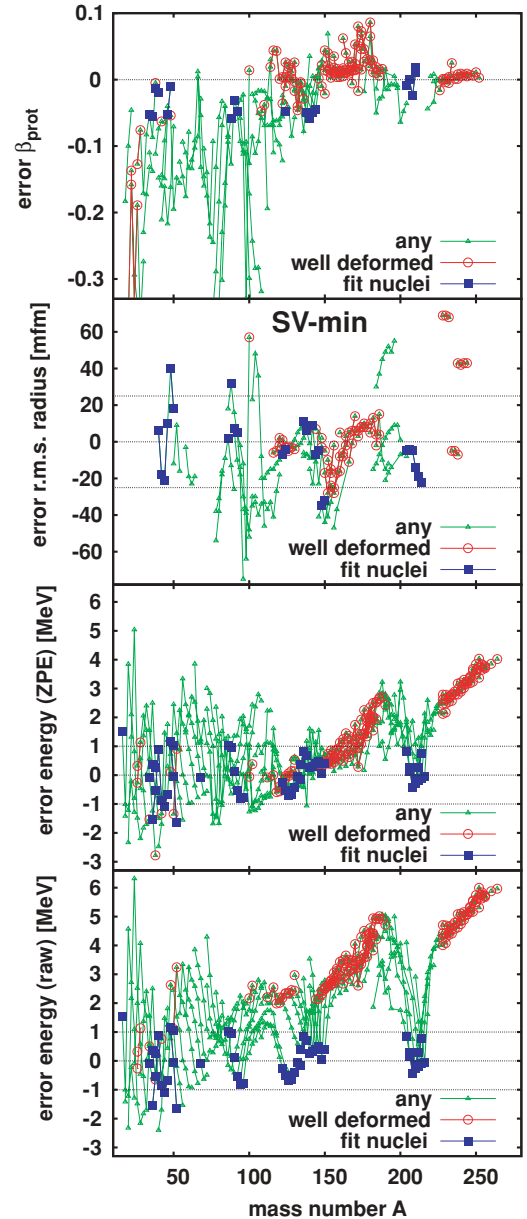 0.1
0
-0.1
-0.2
-0.3
error βprot
any
well deformed
fit nuclei
SV-min
60
40
20
0
-20
-40
-60
error r.m.s. radius [mfm]
any
well deformed
fit nuclei
6
5
4
3
2
1
0
-1
-2
-3
error energy (ZPE) [MeV]
any
well deformed
fit nuclei
6
5
4
3
2
1
0
-1
-2
-3
error energy (raw) [MeV]
any
well deformed
fit nuclei
50 100 150 200 250
mass number A